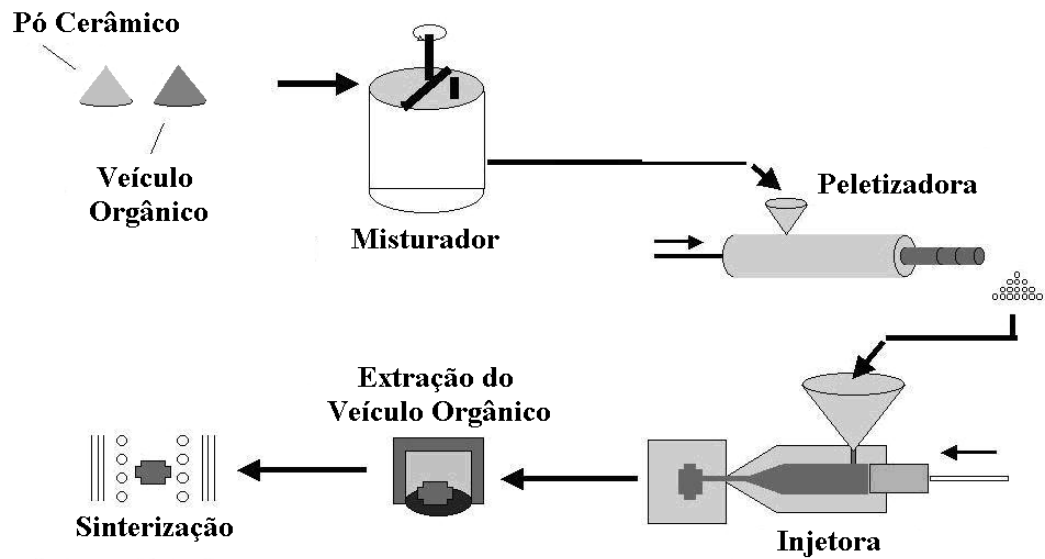 Pó Cerâmico
Veículo
Orgânico
Misturador
Peletizadora
Extração do
Veículo Orgânico
Sinterização
Injetora